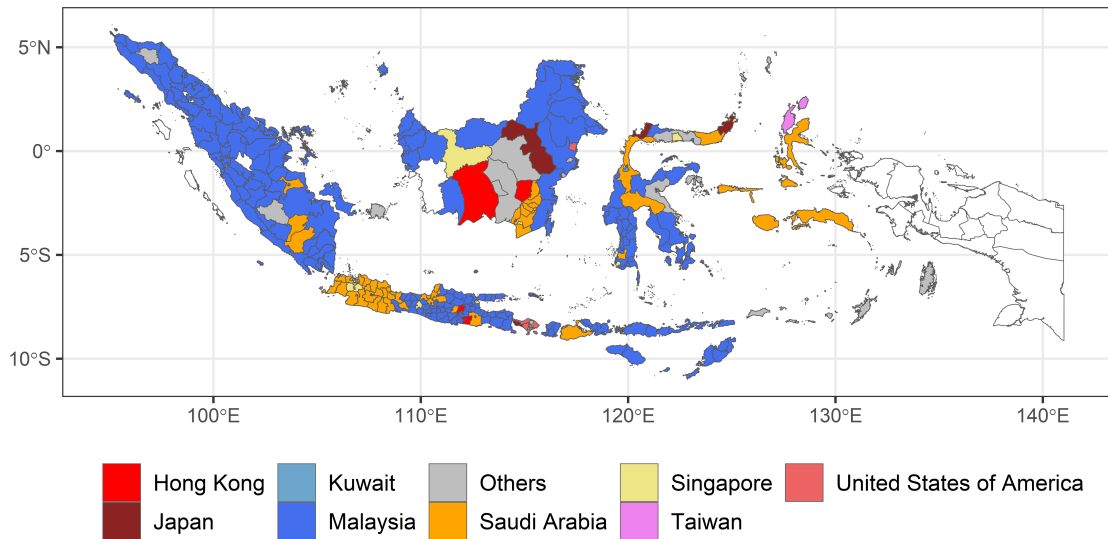 5°N
0°
5°S
10°S
100°E 110°E 120°E 130°E 140°E
Hong Kong Kuwait Others Singapore United States of America
Japan Malaysia Saudi Arabia Taiwan